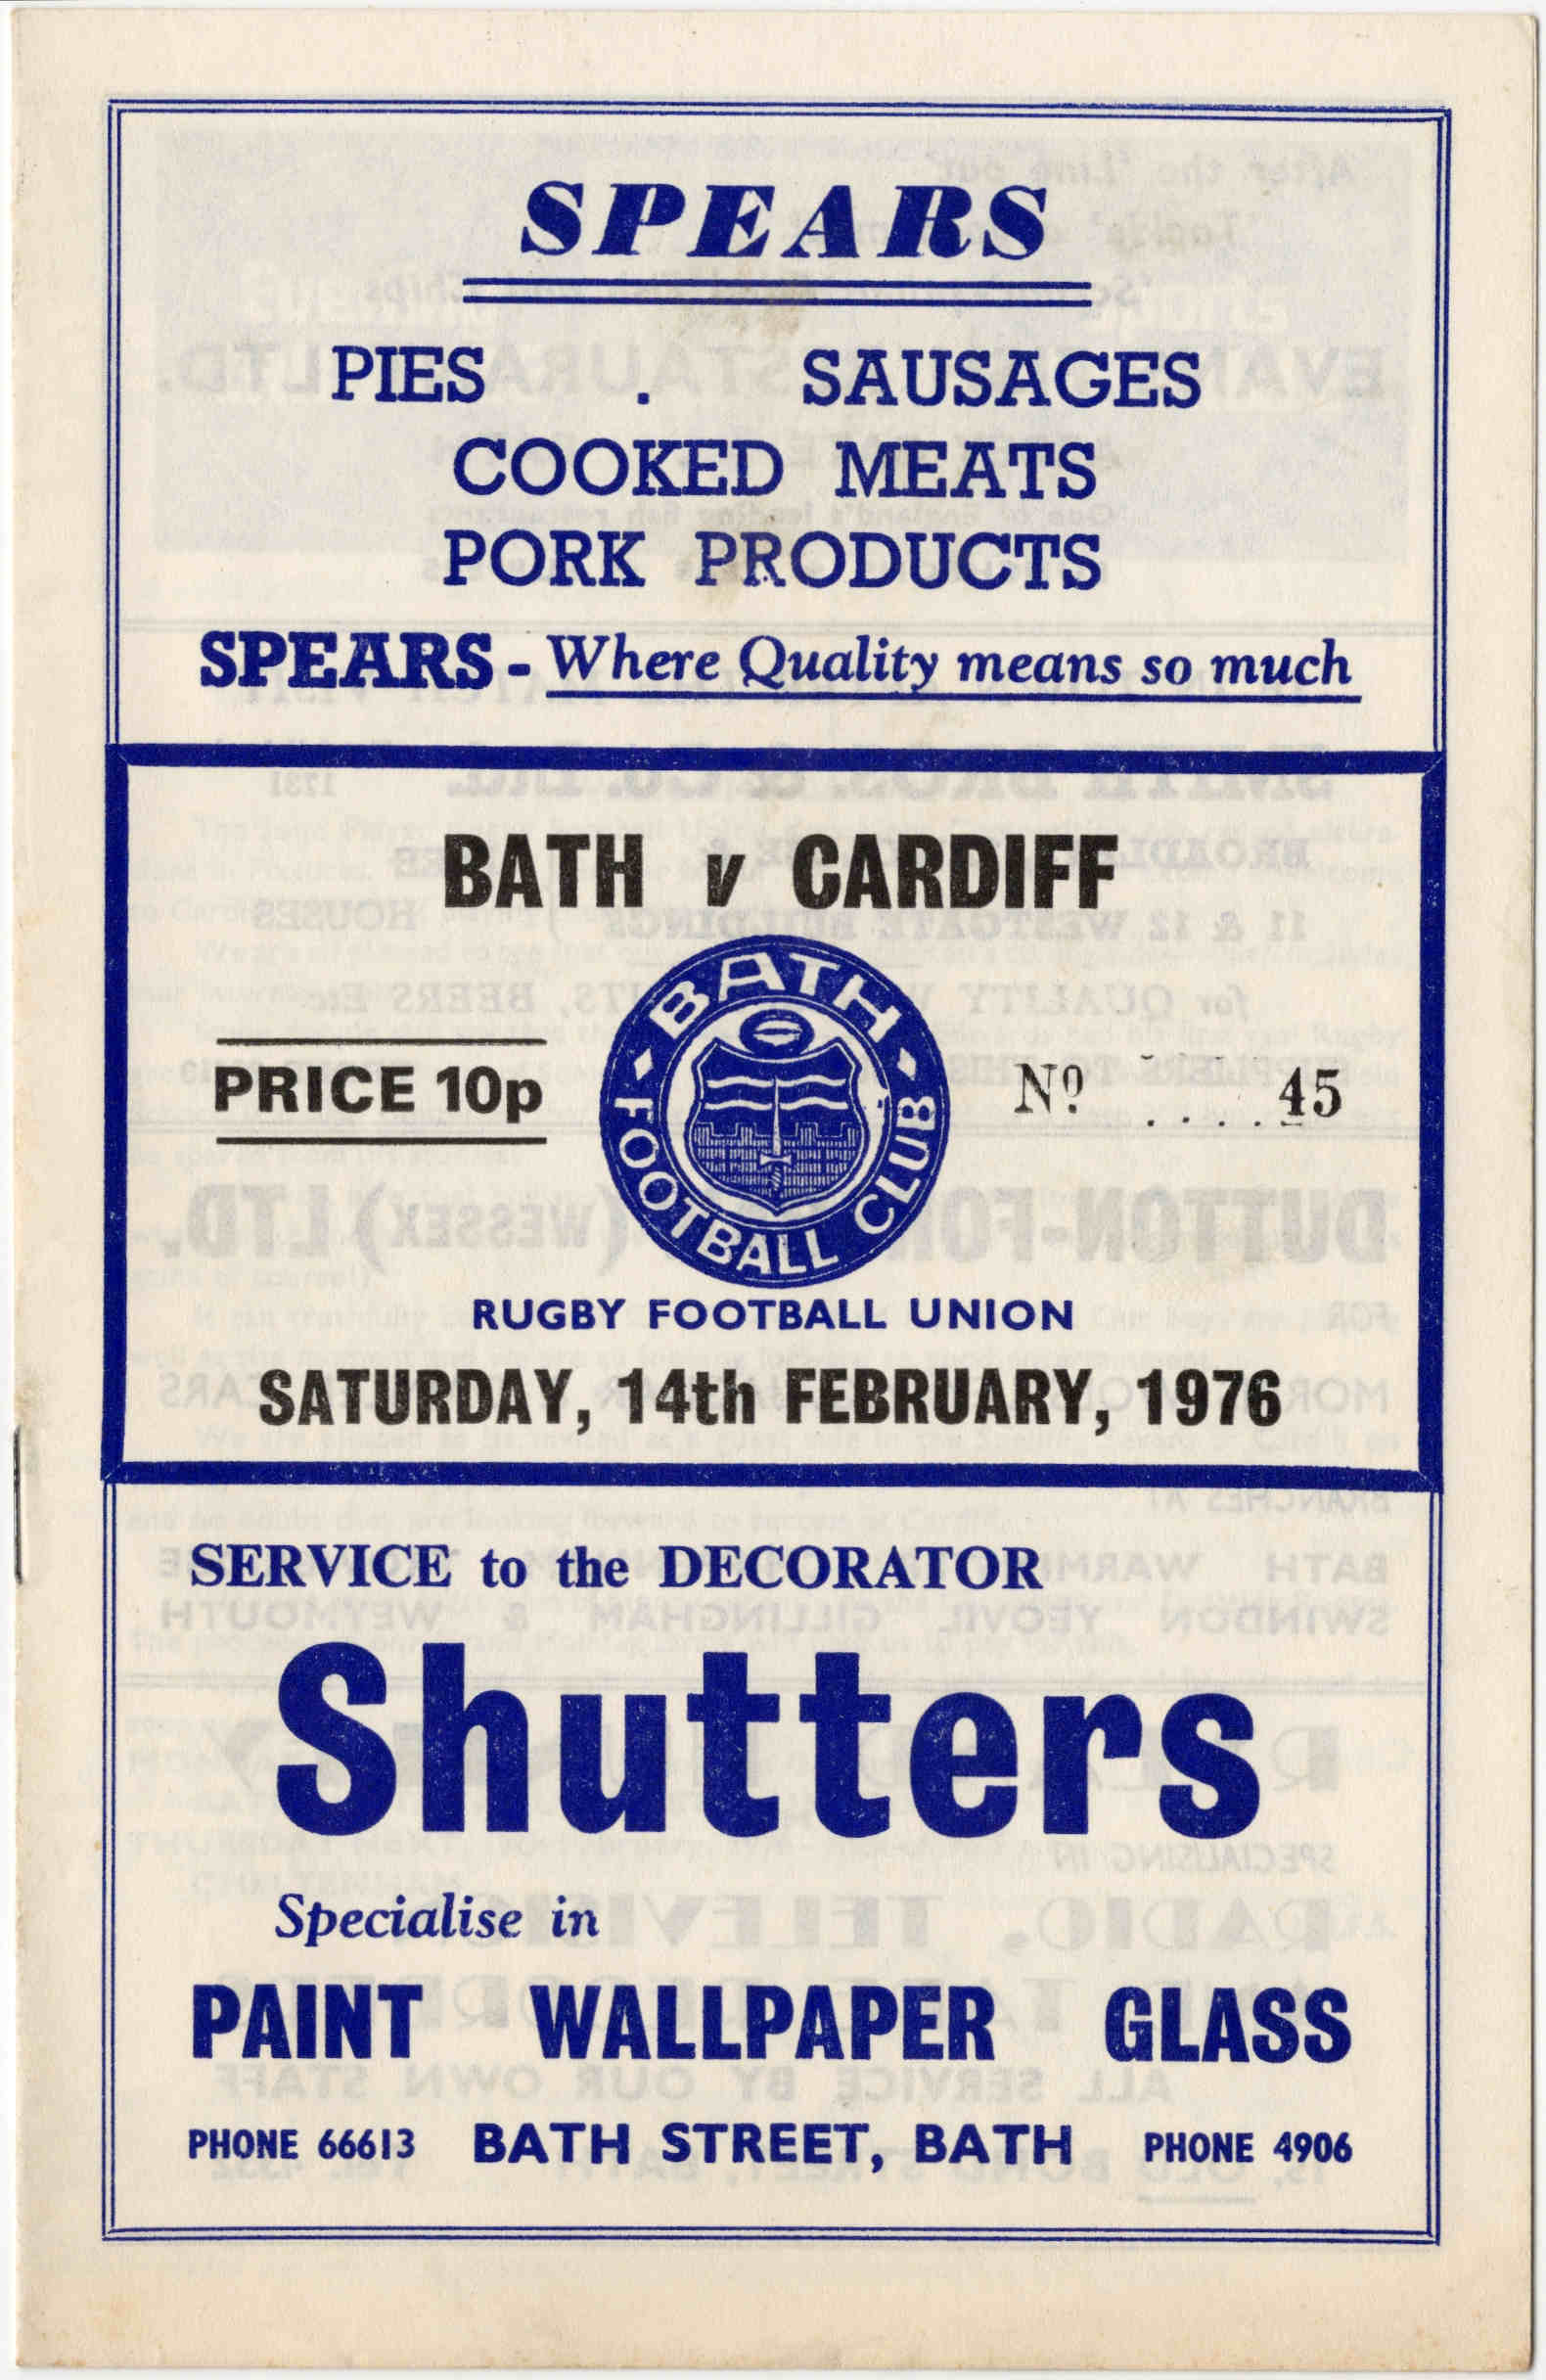 SPEARS
PIES . SAUSAGES
COOKED MEATS
PORK PRODUCTS
SPEARS - Where Quality means so much
BATH v CARDIFF
PRICE 10p
BATH FOOTBALL CLUB
Nº . . . . . 45
RUGBY FOOTBALL UNION
SATURDAY, 14th FEBRUARY, 1976
SERVICE to the DECORATOR
Shutters
Specialise in
PAINT WALLPAPER GLASS
PHONE 66613 BATH STREET, BATH PHONE 4906